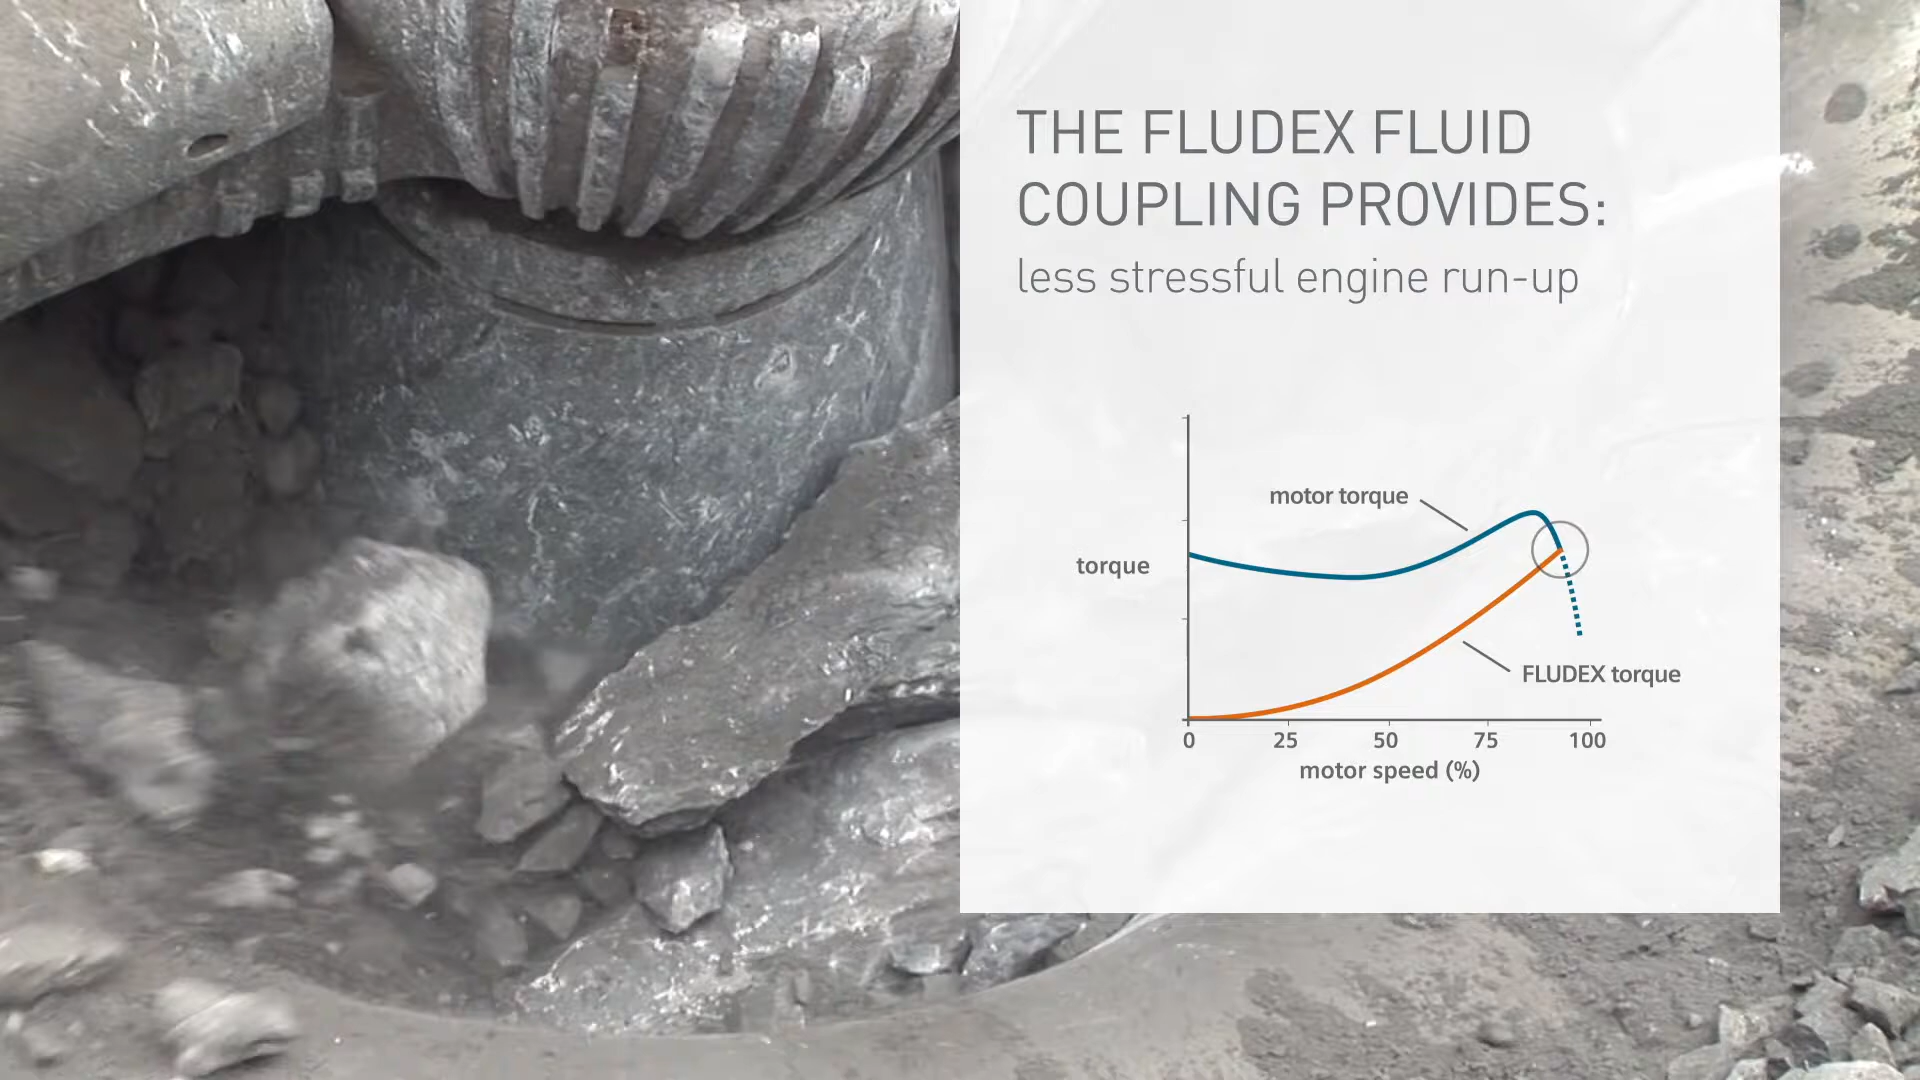 THE FLUDEX FLUID
COUPLING PROVIDES:
less stressful engine run-up
motor torque
torque
FLUDEX torque
0 25 50 75 100
motor speed (%)